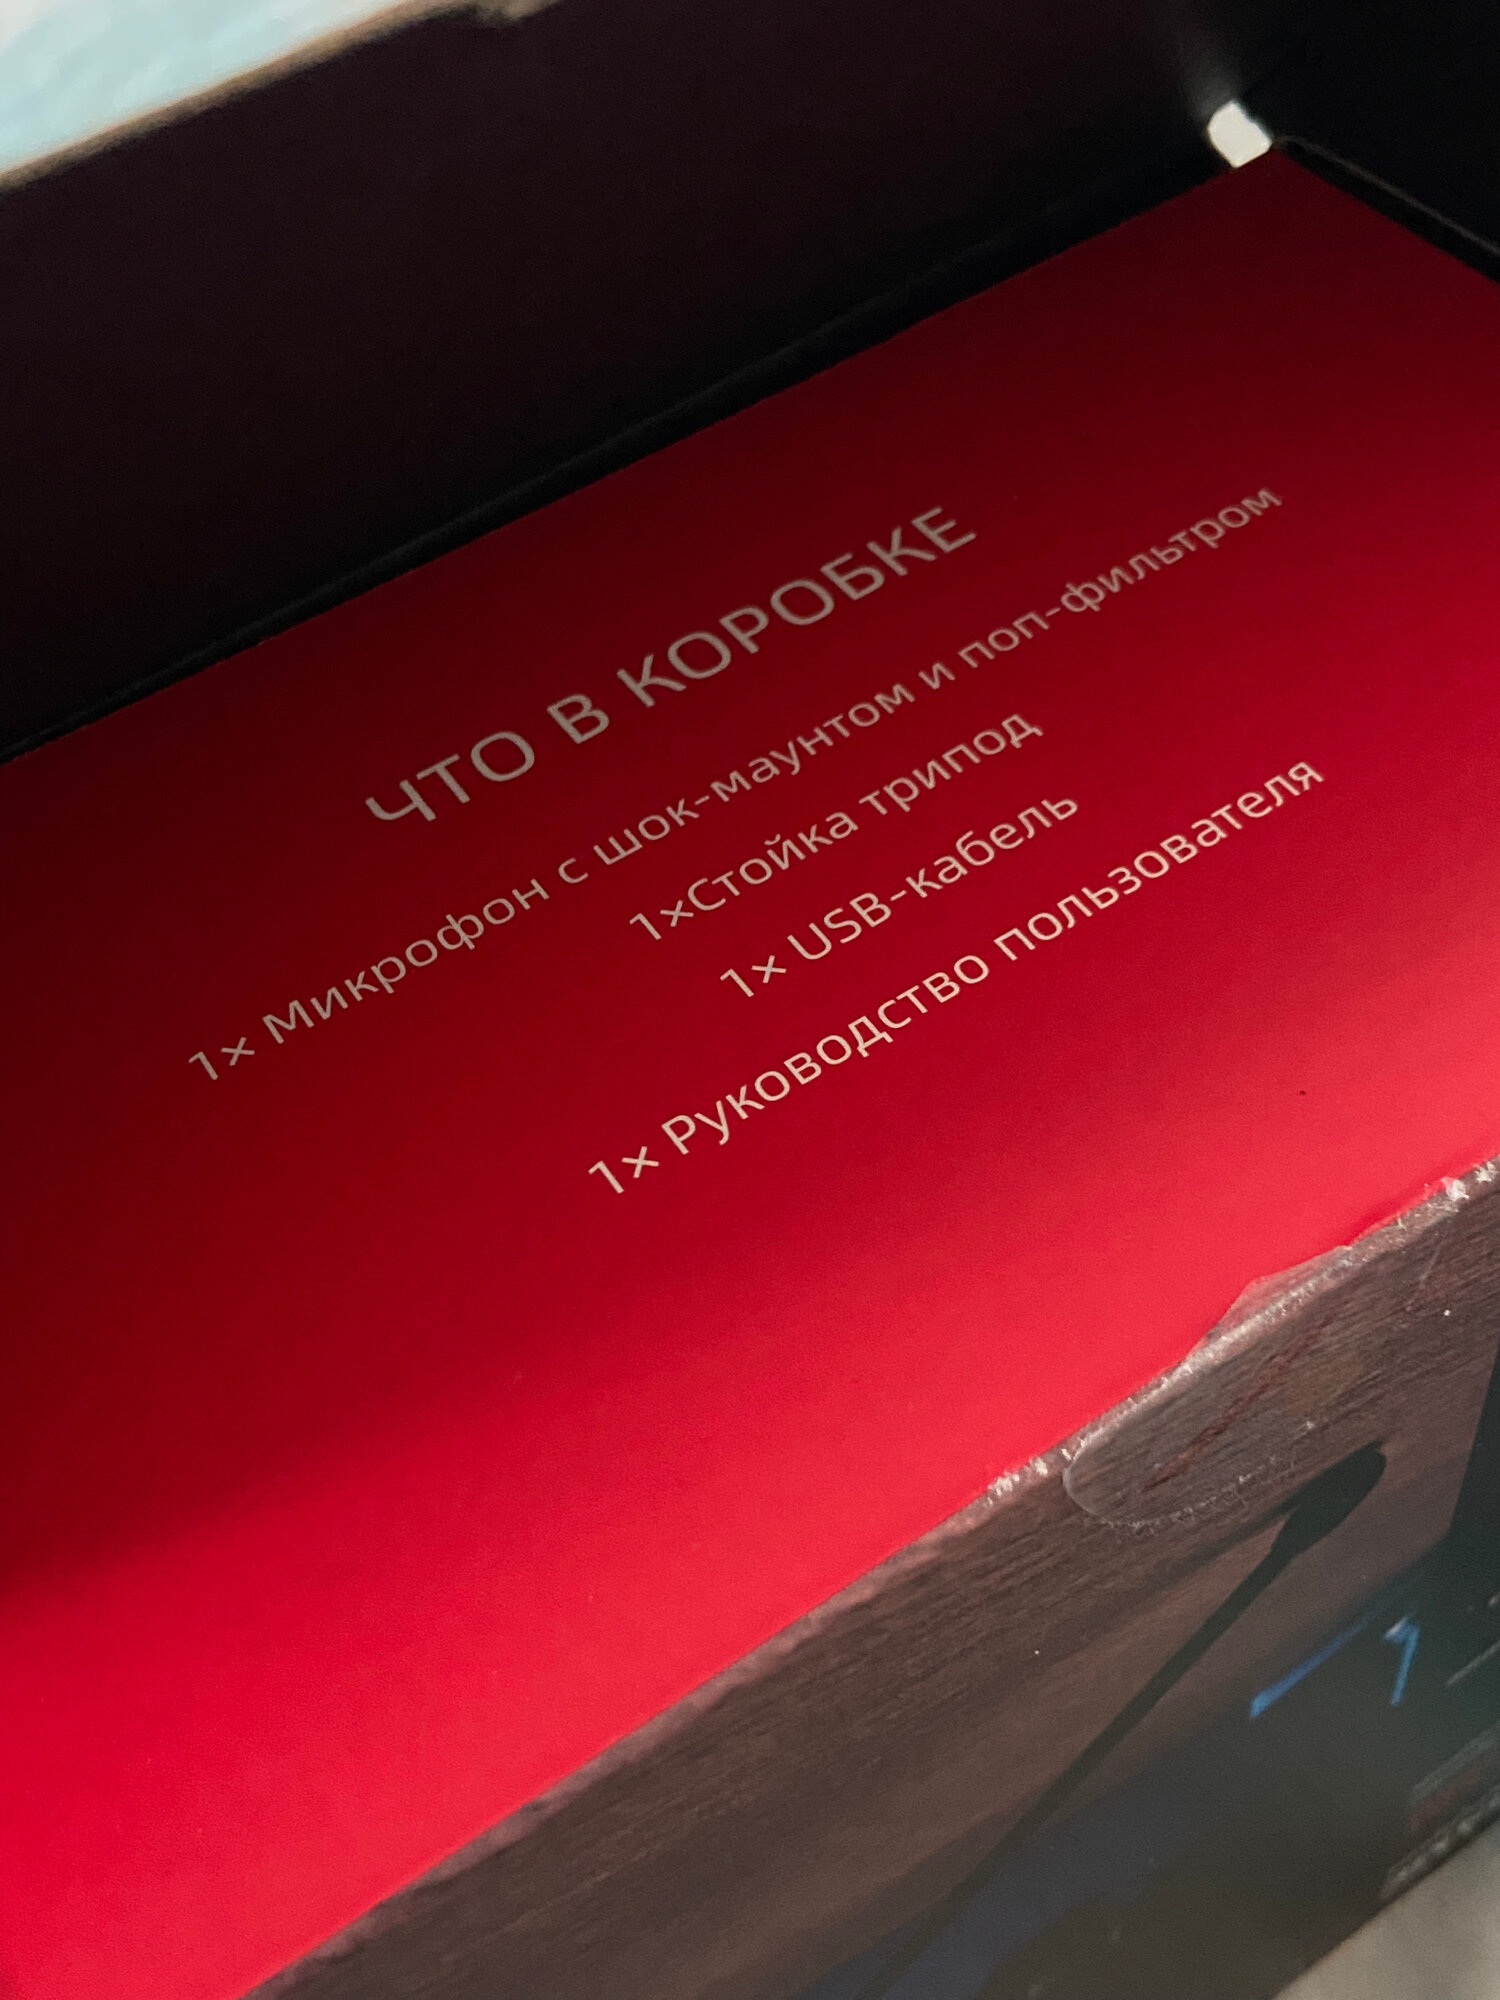 ЧТО В КОРОБКЕ
1× Микрофон с шок-маунтом и поп-фильтром
1×Стойка трипод
1× USB-кабель
1× Руководство пользователя